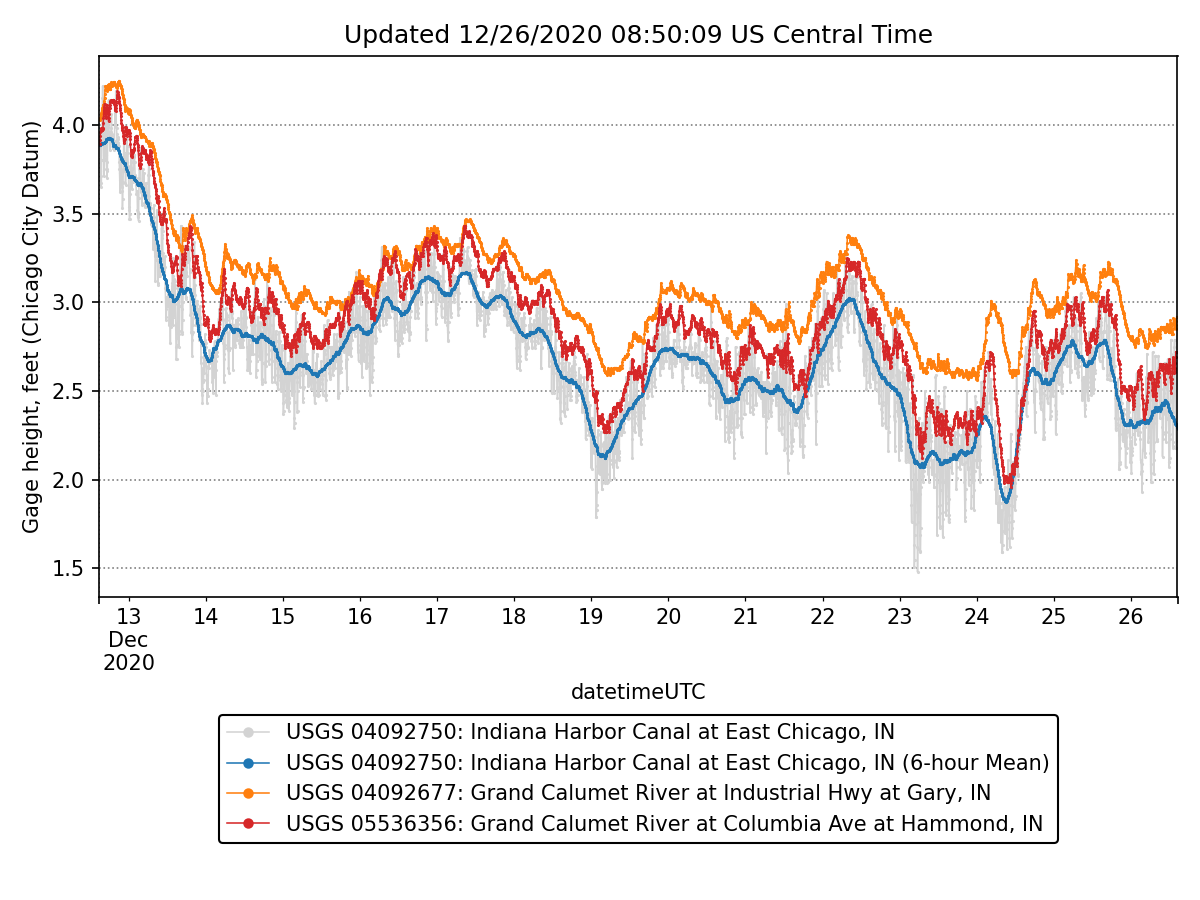 Updated 12/26/2020 08:50:09 US Central Time
Gage height, feet (Chicago City Datum)
4.0
3.5
3.0
2.5
2.0
1.5
13 14 15 16 17 18 19 20 21 22 23 24 25 26
Dec
2020
datetimeUTC
USGS 04092750: Indiana Harbor Canal at East Chicago, IN
USGS 04092750: Indiana Harbor Canal at East Chicago, IN (6-hour Mean)
USGS 04092677: Grand Calumet River at Industrial Hwy at Gary, IN
USGS 05536356: Grand Calumet River at Columbia Ave at Hammond, IN